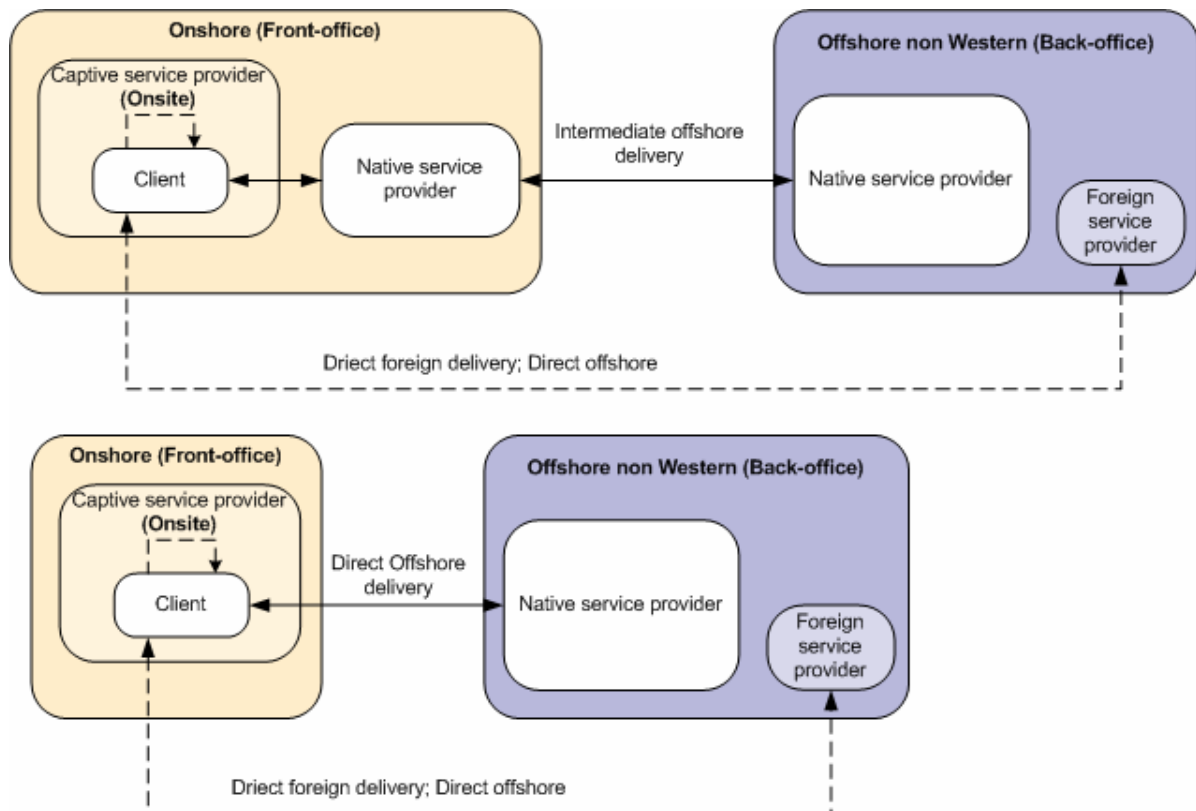 Onshore (Front-office)
Captive service provider
(Onsite)
Client
Native service
provider
Intermediate offshore
delivery
Offshore non Western (Back-office)
Native service provider
Foreign
service
provider
Driect foreign delivery; Direct offshore
Onshore (Front-office)
Captive service provider
(Onsite)
Client
Direct Offshore
delivery
Offshore non Western (Back-office)
Native service provider
Foreign
service
provider
Driect foreign delivery; Direct offshore